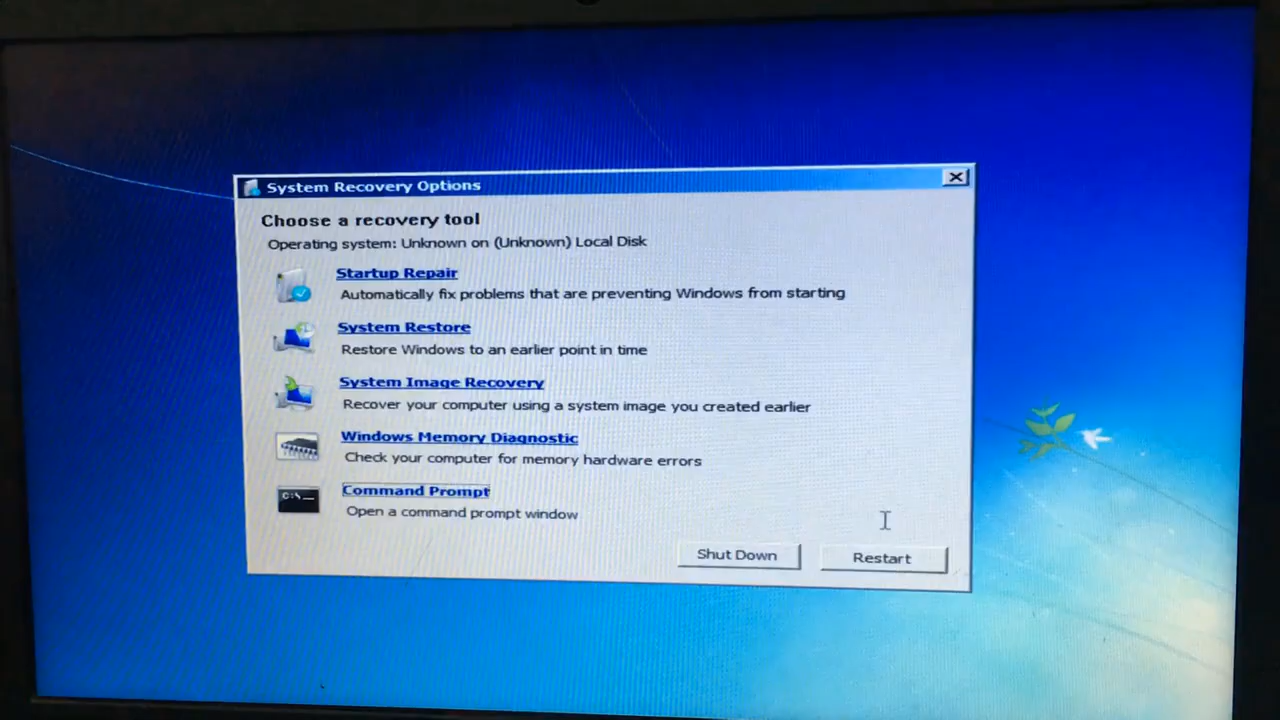 System Recovery Options
Choose a recovery tool
Operating system: Unknown on (Unknown) Local Disk
Startup Repair
Automatically fix problems that are preventing Windows from starting
System Restore
Restore Windows to an earlier point in time
System Image Recovery
Recover your computer using a system image you created earlier
Windows Memory Diagnostic
Check your computer for memory hardware errors
C:\_
Command Prompt
Open a command prompt window
Shut Down
Restart